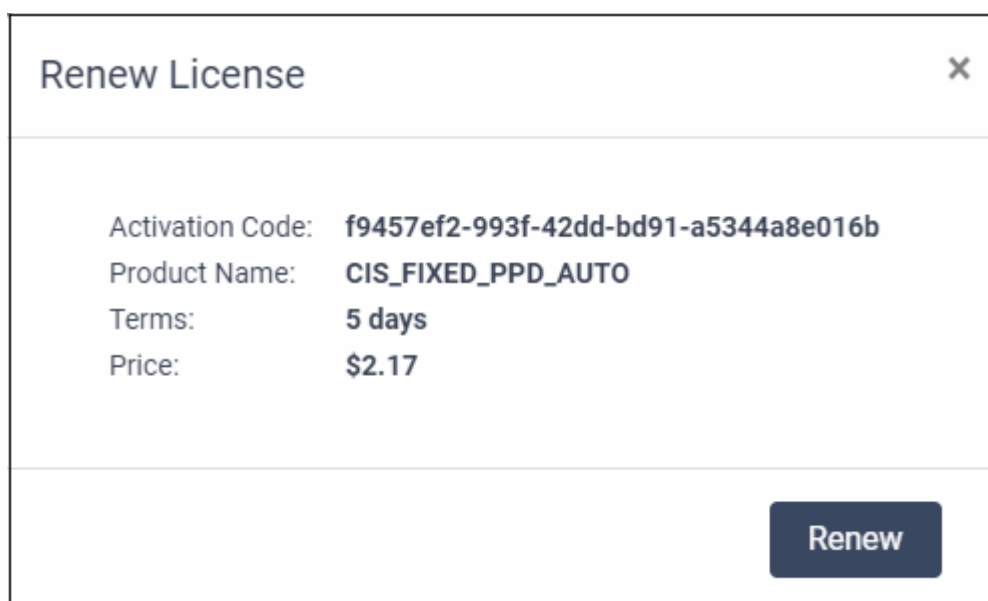 Renew License ×
Activation Code: f9457ef2-993f-42dd-bd91-a5344a8e016b
Product Name: CIS_FIXED_PPD_AUTO
Terms: 5 days
Price: $2.17
Renew